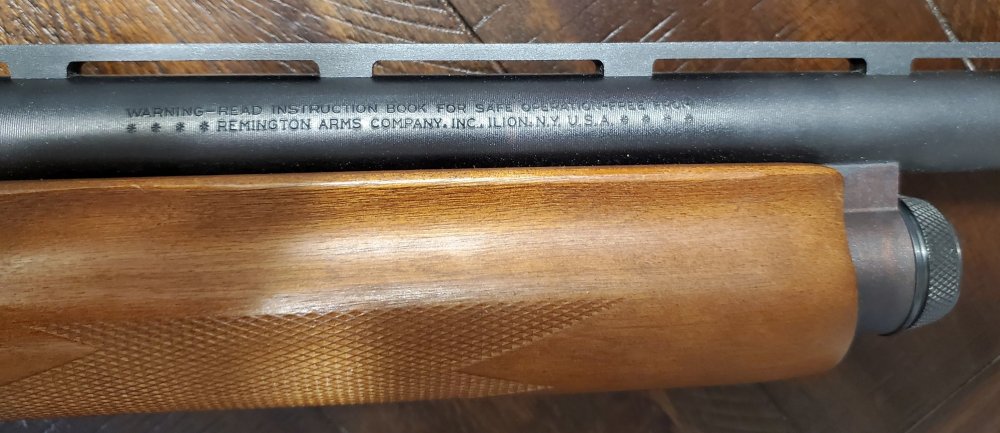 WARNING–READ INSTRUCTION BOOK FOR SAFE OPERATION–FREE FROM
* * * * REMINGTON ARMS COMPANY, INC., ILION, N.Y. U.S.A. * * * *